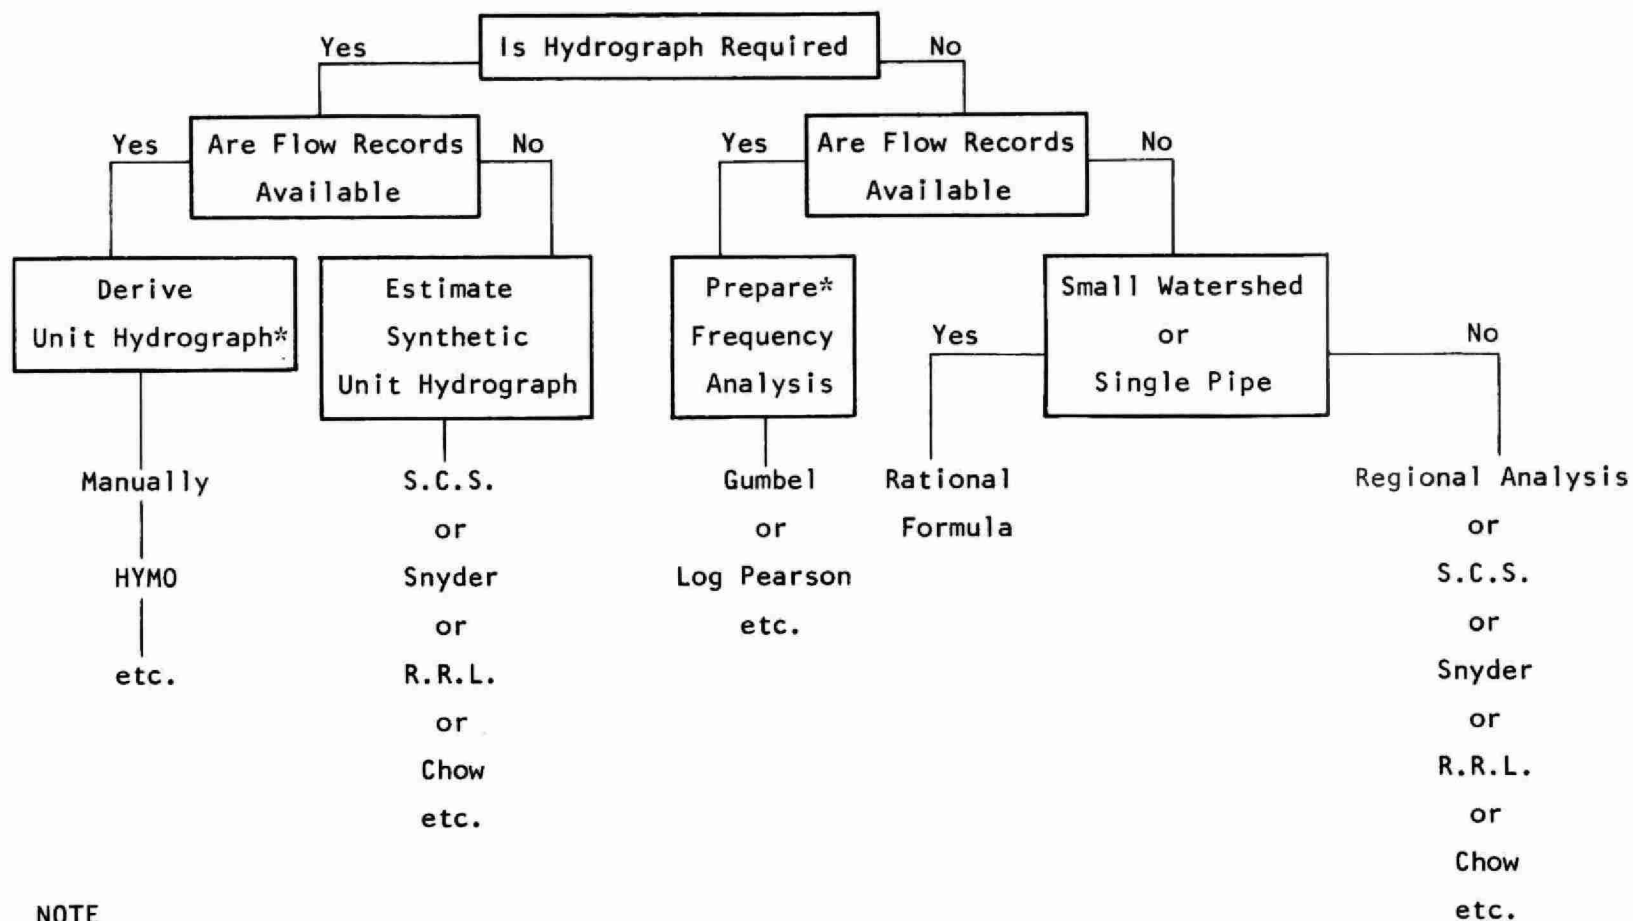 Is Hydrograph Required
Yes
No
Are Flow Records
Available
Yes
No
Are Flow Records
Available
Yes
No
Derive
Unit Hydrograph*
Estimate
Synthetic
Unit Hydrograph
Prepare*
Frequency
Analysis
Small Watershed
or
Single Pipe
Yes
No
Manually
HYMO
etc.
S.C.S.
or
Snyder
or
R.R.L.
or
Chow
etc.
Gumbel
or
Log Pearson
etc.
Rational
Formula
Regional Analysis
or
S.C.S.
or
Snyder
or
R.R.L.
or
Chow
etc.
NOTE